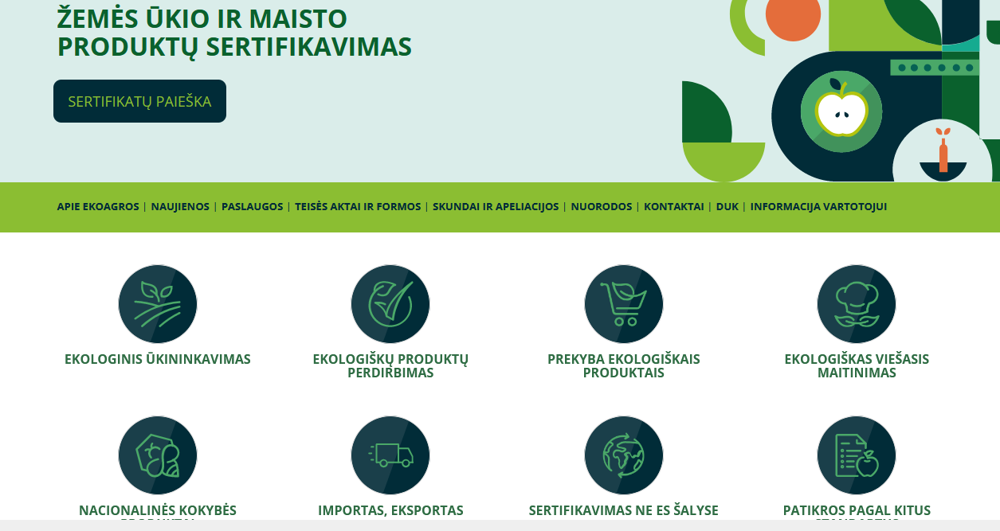 ŽEMĖS ŪKIO IR MAISTO
PRODUKTŲ SERTIFIKAVIMAS
SERTIFIKATŲ PAIEŠKA
APIE EKOAGROS | NAUJIENOS | PASLAUGOS | TEISĖS AKTAI IR FORMOS | SKUNDAI IR APELIACIJOS | NUORODOS | KONTAKTAI | DUK | INFORMACIJA VARTOTOJUI
EKOLOGINIS ŪKININKAVIMAS
EKOLOGIŠKŲ PRODUKTŲ
PERDIRBIMAS
PREKYBA EKOLOGIŠKAIS
PRODUKTAIS
EKOLOGIŠKAS VIEŠASIS
MAITINIMAS
NACIONALINĖS KOKYBĖS
IMPORTAS, EKSPORTAS
SERTIFIKAVIMAS NE ES ŠALYSE
PATIKROS PAGAL KITUS